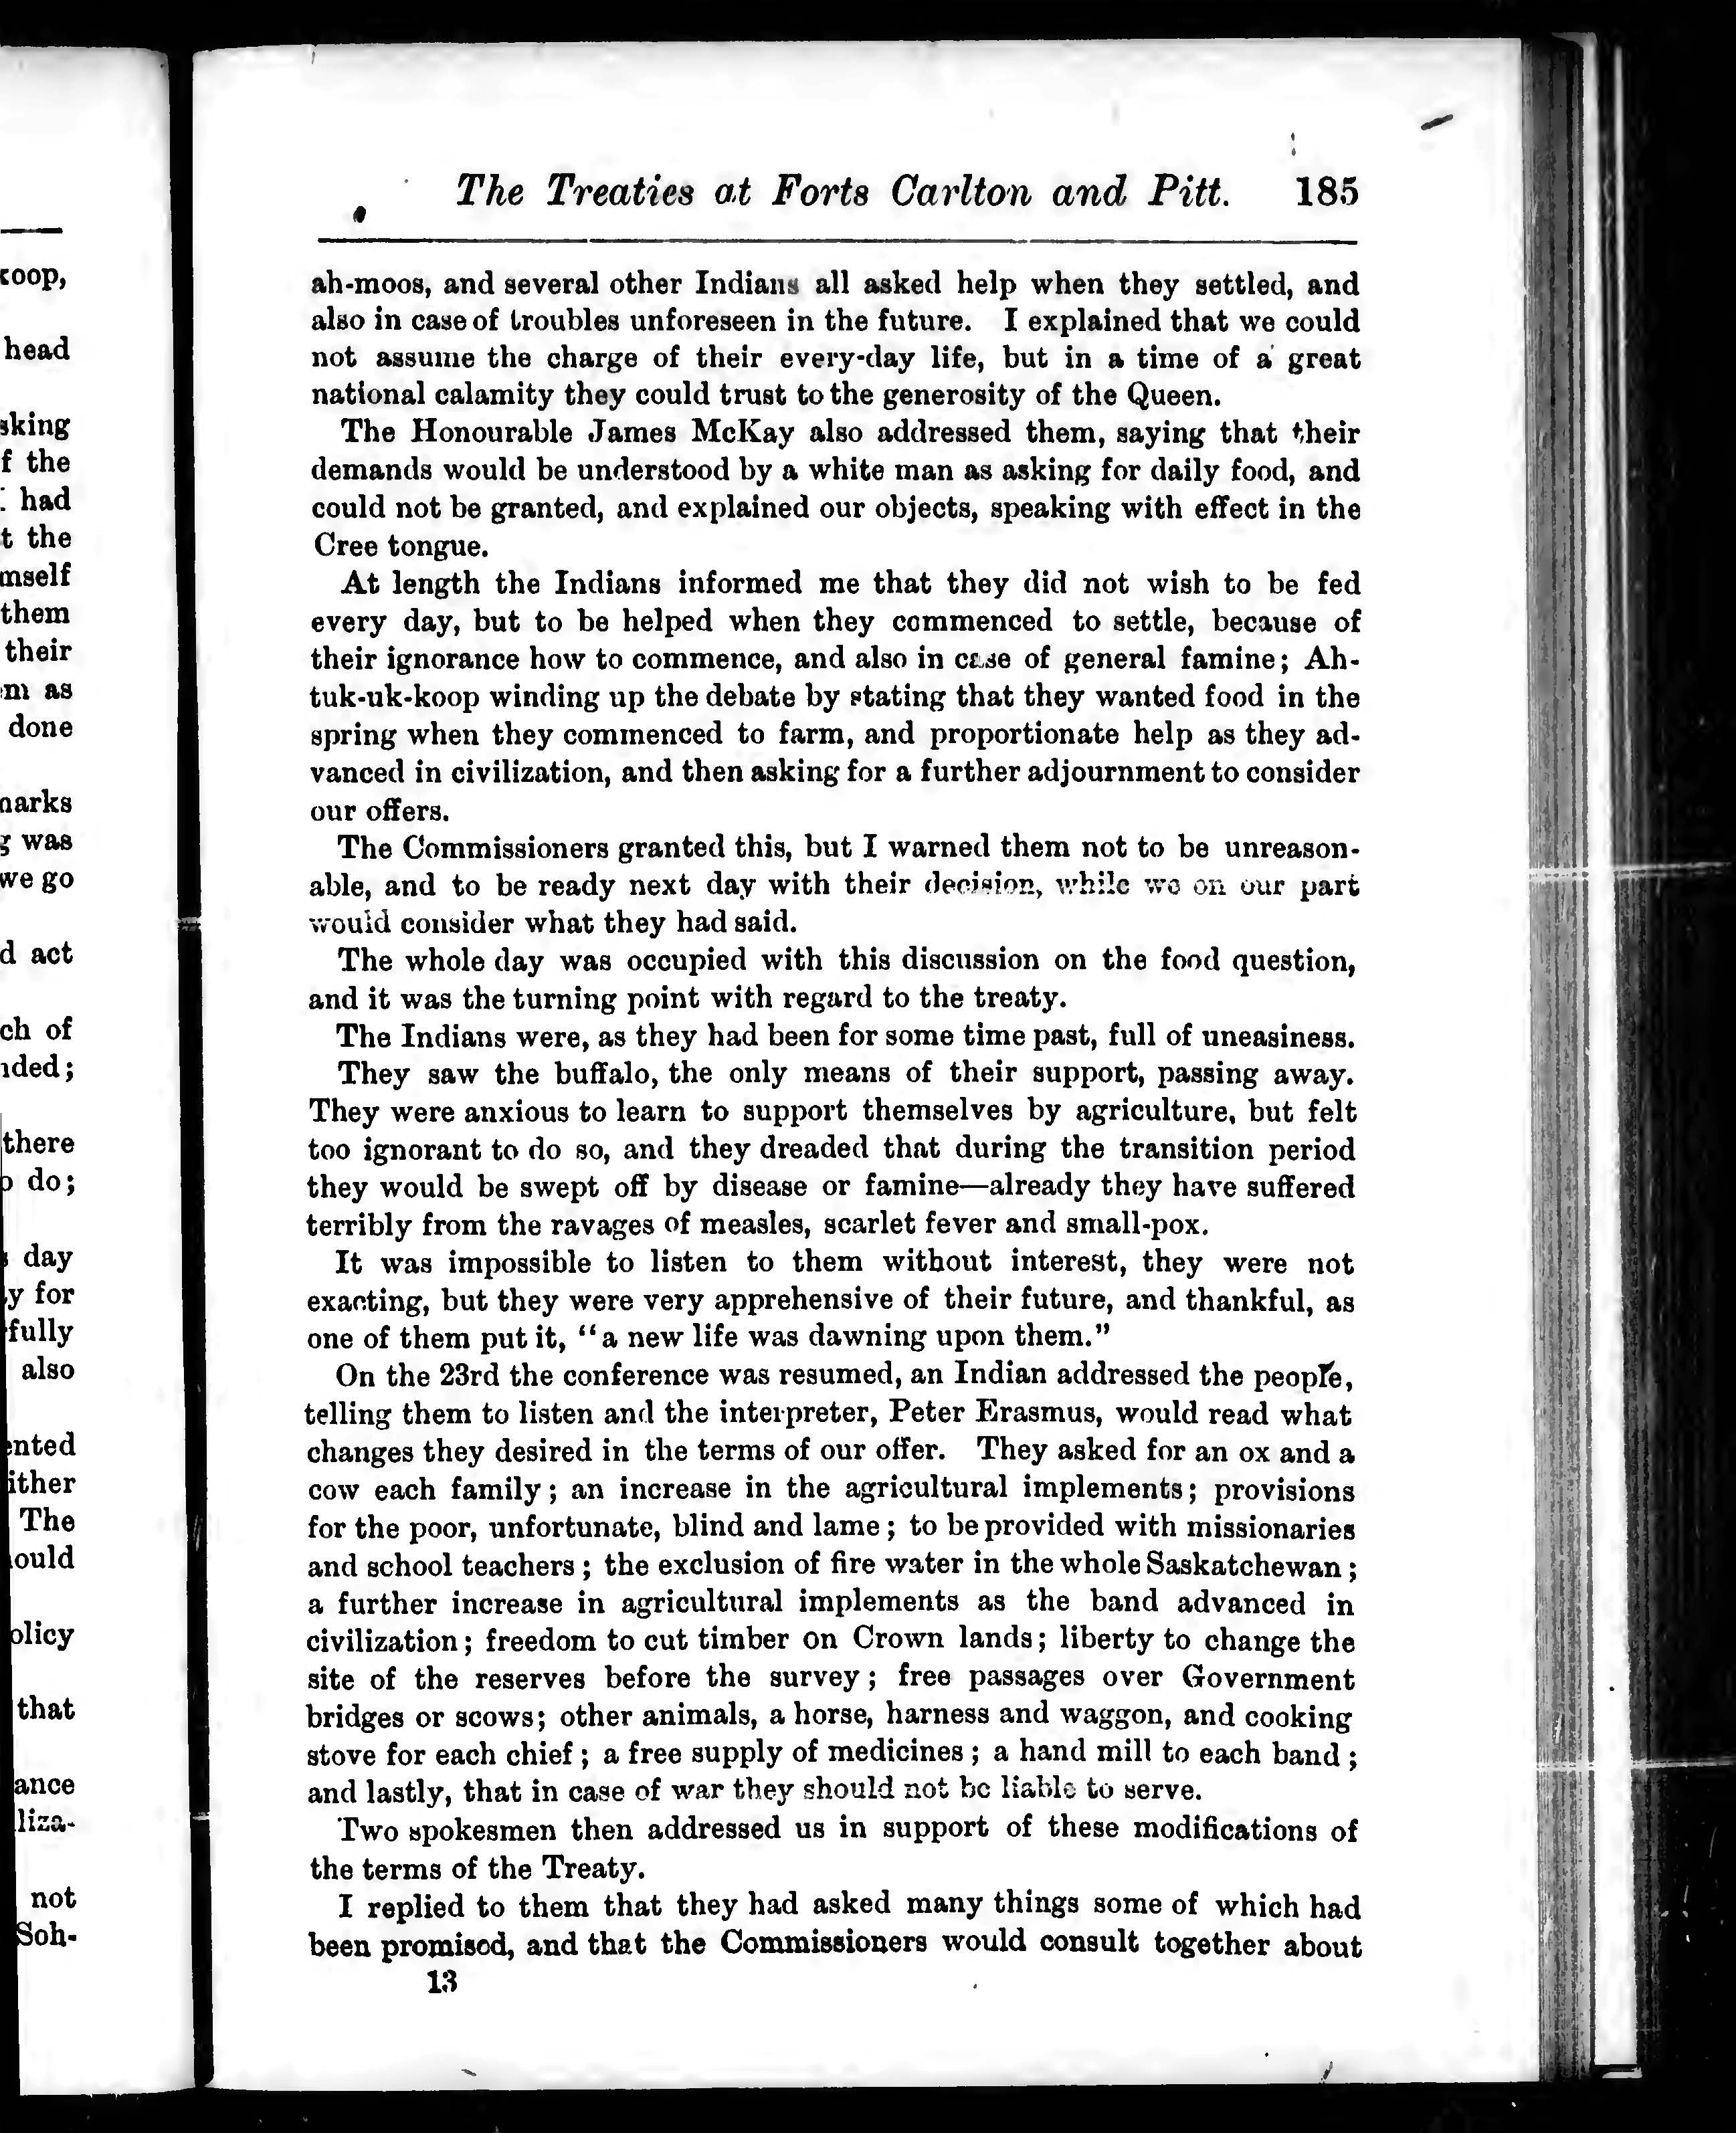 The Treaties at Forts Carlton and Pitt. 185
ah-moos, and several other Indians all asked help when they settled, and
also in case of troubles unforeseen in the future. I explained that we could
not assume the charge of their every-day life, but in a time of a great
national calamity they could trust to the generosity of the Queen.
The Honourable James McKay also addressed them, saying that their
demands would be understood by a white man as asking for daily food, and
could not be granted, and explained our objects, speaking with effect in the
Cree tongue.
At length the Indians informed me that they did not wish to be fed
every day, but to be helped when they commenced to settle, because of
their ignorance how to commence, and also in case of general famine; Ah-
tuk-uk-koop winding up the debate by stating that they wanted food in the
spring when they commenced to farm, and proportionate help as they ad-
vanced in civilization, and then asking for a further adjournment to consider
our offers.
The Commissioners granted this, but I warned them not to be unreason-
able, and to be ready next day with their decision, while we on our part
would consider what they had said.
The whole day was occupied with this discussion on the food question,
and it was the turning point with regard to the treaty.
The Indians were, as they had been for some time past, full of uneasiness.
They saw the buffalo, the only means of their support, passing away.
They were anxious to learn to support themselves by agriculture, but felt
too ignorant to do so, and they dreaded that during the transition period
they would be swept off by disease or famine—already they have suffered
terribly from the ravages of measles, scarlet fever and small-pox.
It was impossible to listen to them without interest, they were not
exacting, but they were very apprehensive of their future, and thankful, as
one of them put it, "a new life was dawning upon them."
On the 23rd the conference was resumed, an Indian addressed the people,
telling them to listen and the interpreter, Peter Erasmus, would read what
changes they desired in the terms of our offer. They asked for an ox and a
cow each family; an increase in the agricultural implements; provisions
for the poor, unfortunate, blind and lame; to be provided with missionaries
and school teachers; the exclusion of fire water in the whole Saskatchewan;
a further increase in agricultural implements as the band advanced in
civilization; freedom to cut timber on Crown lands; liberty to change the
site of the reserves before the survey; free passages over Government
bridges or scows; other animals, a horse, harness and waggon, and cooking
stove for each chief; a free supply of medicines; a hand mill to each band;
and lastly, that in case of war they should not be liable to serve.
Two spokesmen then addressed us in support of these modifications of
the terms of the Treaty.
I replied to them that they had asked many things some of which had
been promised, and that the Commissioners would consult together about
13